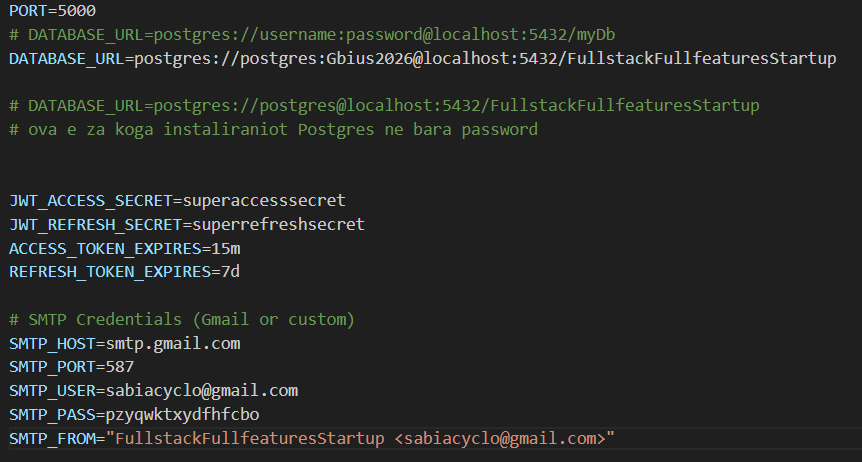 PORT=5000
# DATABASE_URL=postgres://username:password@localhost:5432/myDb
DATABASE_URL=postgres://postgres:Gbius2026@localhost:5432/FullstackFullfeaturesStartup
# DATABASE_URL=postgres://postgres@localhost:5432/FullstackFullfeaturesStartup
# ova e za koga instaliraniot Postgres ne bara password
JWT_ACCESS_SECRET=superaccesssecret
JWT_REFRESH_SECRET=superrefreshsecret
ACCESS_TOKEN_EXPIRES=15m
REFRESH_TOKEN_EXPIRES=7d
# SMTP Credentials (Gmail or custom)
SMTP_HOST=smtp.gmail.com
SMTP_PORT=587
SMTP_USER=sabiacyclo@gmail.com
SMTP_PASS=pzyqwktxydfhfcbo
SMTP_FROM="FullstackFullfeaturesStartup <sabiacyclo@gmail.com>"